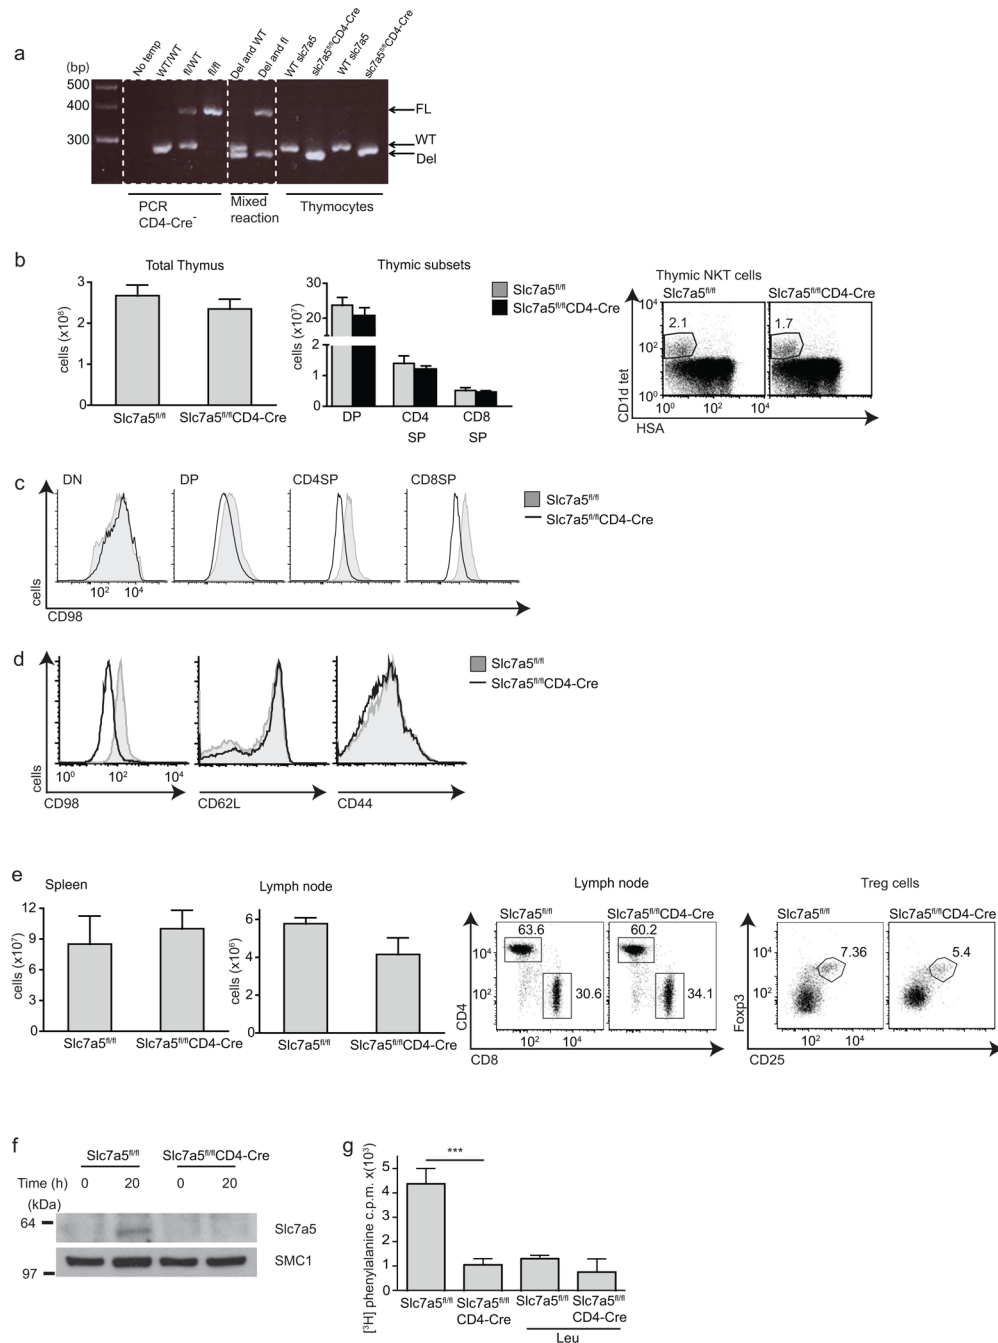 a
(bp)
500
400
300
No temp
WT/WT
fl/WT
fl/fl
Del and WT
Del and fl
WT slc7a5
slc7a5fl/flCD4-Cre
WT slc7a5
slc7a5fl/flCD4-Cre
FL
WT
Del
PCR
CD4-Cre-
Mixed
reaction
Thymocytes
b
Total Thymus
cells (x10⁸)
3
2
1
0
Slc7a5fl/fl
Slc7a5fl/flCD4-Cre
Thymic subsets
cells (x10⁷)
30
20
2
1
0
DP
CD4
SP
CD8
SP
Slc7a5fl/fl
Slc7a5fl/flCD4-Cre
Thymic NKT cells
Slc7a5fl/fl
Slc7a5fl/flCD4-Cre
CD1d tet
10⁴
10²
10⁰
2.1
1.7
10⁰
10²
10⁴
10²
10⁴
HSA
c
DN
DP
CD4SP
CD8SP
cells
10²
10⁴
CD98
Slc7a5fl/fl
Slc7a5fl/flCD4-Cre
d
cells
10⁰
10²
10⁴
CD98
CD62L
CD44
Slc7a5fl/fl
Slc7a5fl/flCD4-Cre
e
Spleen
cells (x10⁷)
12
9
6
3
0
Slc7a5fl/fl
Slc7a5fl/flCD4-Cre
Lymph node
cells (x10⁶)
6
4
2
0
Slc7a5fl/fl
Slc7a5fl/flCD4-Cre
Lymph node
Slc7a5fl/fl
Slc7a5fl/flCD4-Cre
CD4
10⁴
10²
63.6
30.6
60.2
34.1
10²
10⁴
10²
10⁴
CD8
Treg cells
Slc7a5fl/fl
Slc7a5fl/flCD4-Cre
Foxp3
10⁴
10²
7.36
5.4
10²
10⁴
10²
10⁴
CD25
f
Slc7a5fl/fl
Slc7a5fl/flCD4-Cre
Time (h)
0
20
0
20
(kDa)
64
Slc7a5
SMC1
97
g
[³H] phenylalanine c.p.m. x(10³)
5
4
3
2
1
0
***
Slc7a5fl/fl
Slc7a5fl/fl
CD4-Cre
Slc7a5fl/fl
Slc7a5fl/fl
CD4-Cre
Leu